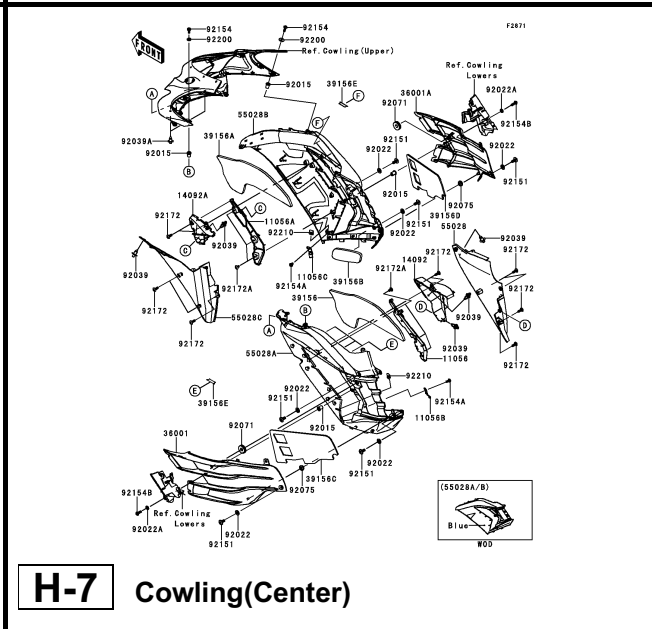 F2871
92154
92154
92200
92200
FRONT
Ref.Cowling(Upper)
Ref.Cowling
Lowers
A
92015
39156E
F
36001A
92022A
92071
55028B
F
92154B
39156A
92151
92039A
92022
92022
92015
B
92015
92151
14092A
92075
C
11056A
92151
39156D
92172
92210
92022
55028
C
92039
92172
92039
92039
11056C
14092
92172A
92154A
39156B
92172A
92172
92172
39156
D
92172
92039
D
55028C
A
B
92172
E
92039
92172
55028A
11056
92210
E
92022
39156E
92151
92154A
36001
92071
92015
11056B
92022
92151
39156C
92154B
92075
(55028A/B)
Ref.Cowling
Lowers
92022A
92022
92151
Blue
WOD
H-7 Cowling(Center)